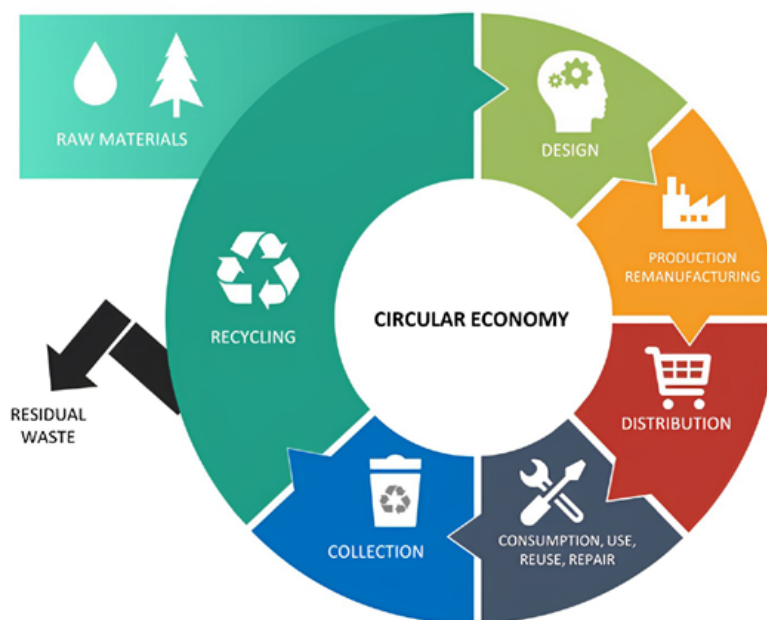 RAW MATERIALS
DESIGN
PRODUCTION
REMANUFACTURING
RECYCLING
CIRCULAR ECONOMY
RESIDUAL
WASTE
DISTRIBUTION
COLLECTION
CONSUMPTION, USE,
REUSE, REPAIR